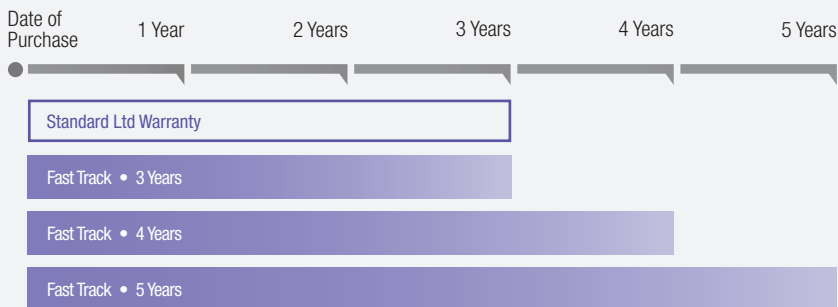 Date of
Purchase
1 Year
2 Years
3 Years
4 Years
5 Years
Standard Ltd Warranty
Fast Track • 3 Years
Fast Track • 4 Years
Fast Track • 5 Years